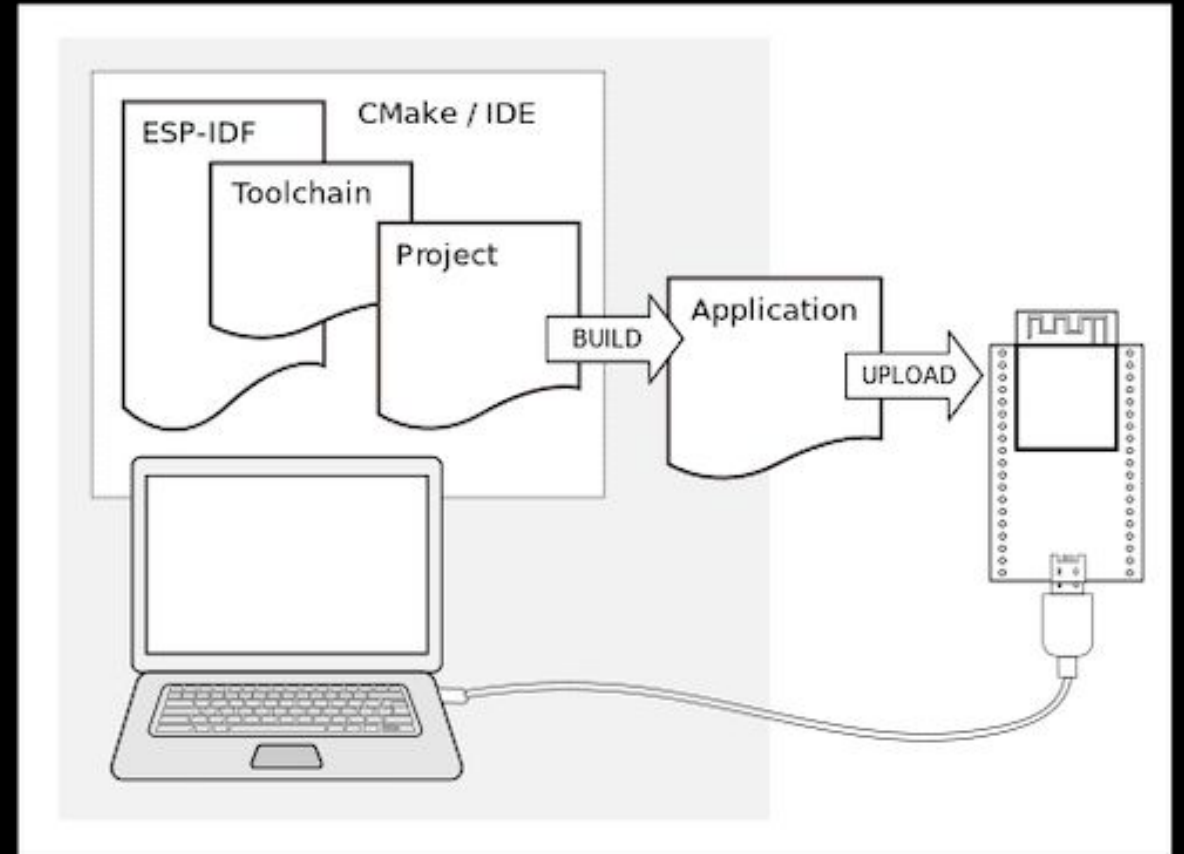 ESP-IDF
CMake / IDE
Toolchain
Project
BUILD
Application
UPLOAD